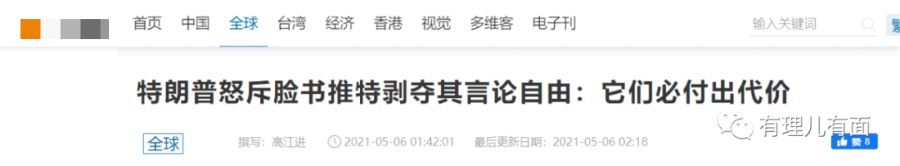 首页 中国 全球 台湾 经济 香港 视觉 多维客 电子刊 输入关键词 繁
特朗普怒斥脸书推特剥夺其言论自由：它们必付出代价
全球 撰写：高江进 2021-05-06 01:42:01 最后更新日期：2021-05-06 02:18 赞 8
有理儿有面